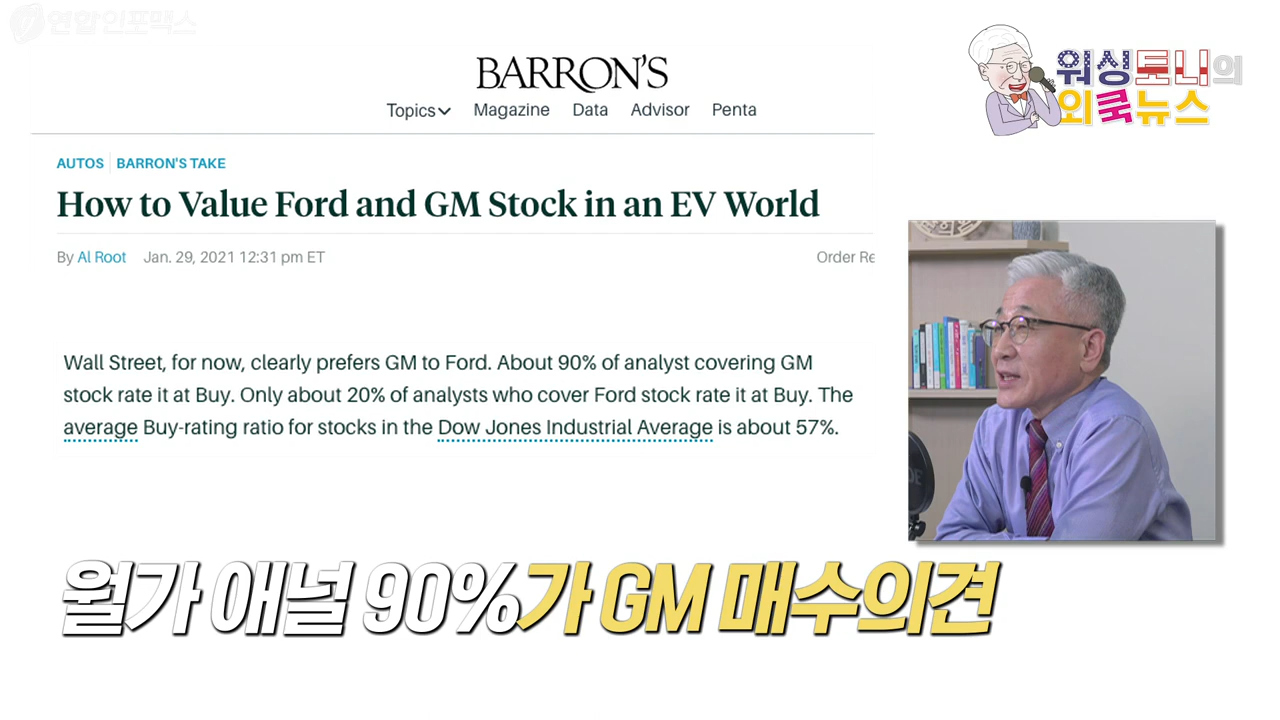 연합인포맥스
BARRON'S
Topics Magazine Data Advisor Penta
워싱토니의
외쿡뉴스
AUTOS BARRON'S TAKE
How to Value Ford and GM Stock in an EV World
By Al Root Jan. 29, 2021 12:31 pm ET Order Re
Wall Street, for now, clearly prefers GM to Ford. About 90% of analyst covering GM
stock rate it at Buy. Only about 20% of analysts who cover Ford stock rate it at Buy. The
average Buy-rating ratio for stocks in the Dow Jones Industrial Average is about 57%.
월가 애널 90%가 GM 매수의견